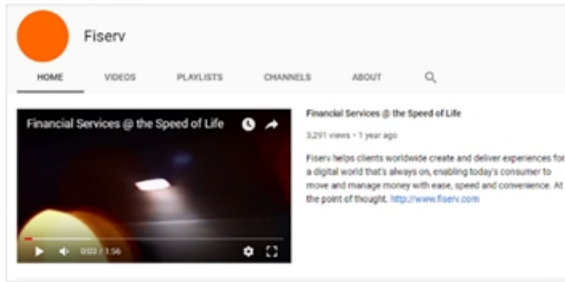 Fiserv
HOME VIDEOS PLAYLISTS CHANNELS ABOUT
Financial Services @ the Speed of Life
0:03 / 1:56
Financial Services @ the Speed of Life
3,291 views • 1 year ago
Fiserv helps clients worldwide create and deliver experiences for
a digital world that's always on, enabling today's consumer to
move and manage money with ease, speed and convenience. At
the point of thought. http://www.fiserv.com